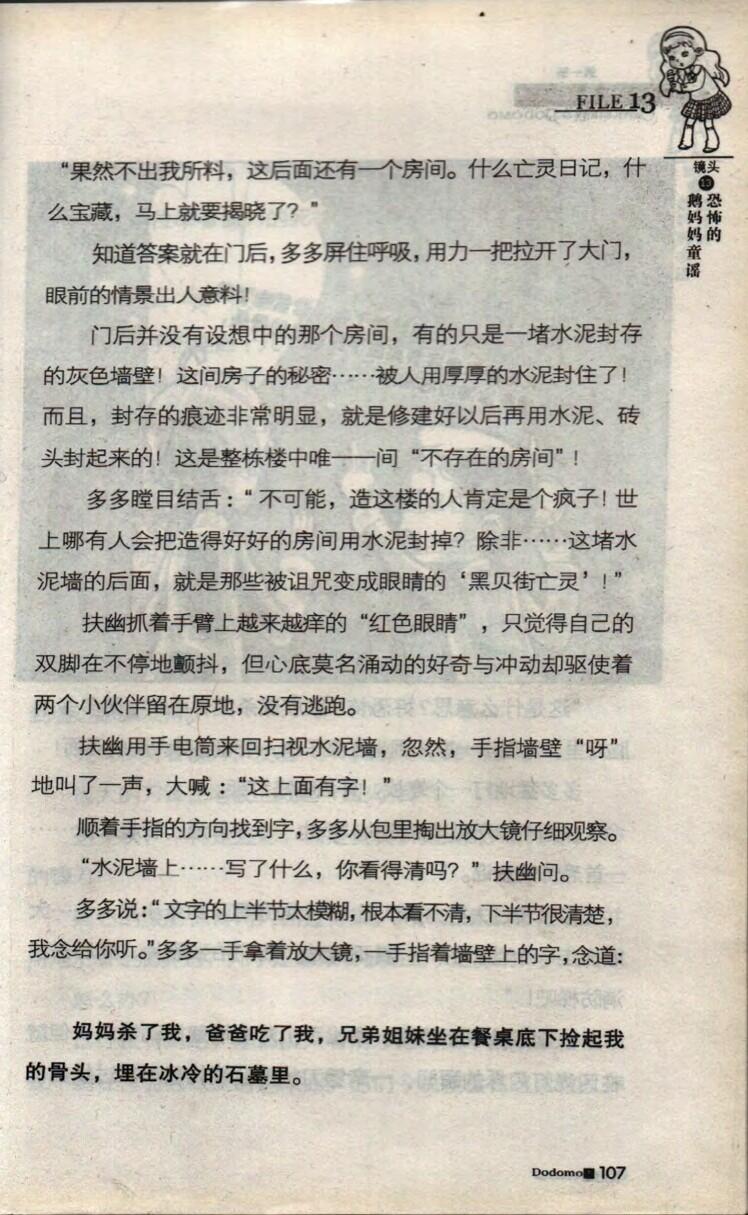 FILE 13
镜头
13
恐怖的
鹅妈妈童谣
“果然不出我所料，这后面还有一个房间。什么亡灵日记，什
么宝藏，马上就要揭晓了？”
知道答案就在门后，多多屏住呼吸，用力一把拉开了大门，
眼前的情景出人意料！
门后并没有设想中的那个房间，有的只是一堵水泥封存
的灰色墙壁！这间房子的秘密……被人用厚厚的水泥封住了！
而且，封存的痕迹非常明显，就是修建好以后再用水泥、砖
头封起来的！这是整栋楼中唯一一间“不存在的房间”！
多多瞠目结舌：“不可能，造这楼的人肯定是个疯子！世
上哪有人会把造得好好的房间用水泥封掉？除非……这堵水
泥墙的后面，就是那些被诅咒变成眼睛的‘黑贝街亡灵’！”
扶幽抓着手臂上越来越痒的“红色眼睛”，只觉得自己的
双脚在不停地颤抖，但心底莫名涌动的好奇与冲动却驱使着
两个小伙伴留在原地，没有逃跑。
扶幽用手电筒来回扫视水泥墙，忽然，手指墙壁“呀”
地叫了一声，大喊：“这上面有字！”
顺着手指的方向找到字，多多从包里掏出放大镜仔细观察。
“水泥墙上……写了什么，你看得清吗？”扶幽问。
多多说：“文字的上半节太模糊，根本看不清，下半节很清楚，
我念给你听。”多多一手拿着放大镜，一手指着墙壁上的字，念道：
妈妈杀了我，爸爸吃了我，兄弟姐妹坐在餐桌底下捡起我
的骨头，埋在冰冷的石墓里。
Dodomo 107